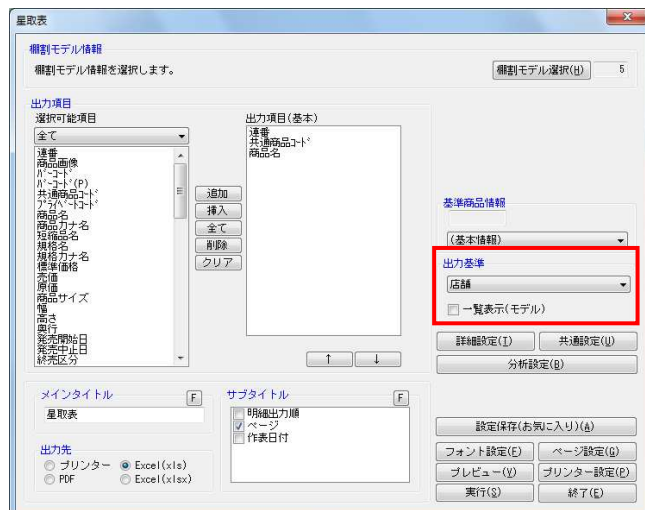 星取表
棚割モデル情報
棚割モデル情報を選択します。
棚割モデル選択(H)
5
出力項目
選択可能項目
全て
連番
商品画像
バーコード
バーコード(P)
共通商品コード
プライベートコード
商品名
商品カナ名
短縮品名
規格名
規格カナ名
標準価格
売価
原価
商品サイズ
幅
高さ
奥行
発売開始日
発売中止日
終売区分
追加
挿入
全て
削除
クリア
出力項目(基本)
連番
共通商品コード
商品名
↑
↓
基準商品情報
(基本情報)
出力基準
店舗
一覧表示(モデル)
詳細設定(I)
共通設定(U)
分析設定(B)
メインタイトル
F
星取表
出力先
プリンター
Excel(xls)
PDF
Excel(xlsx)
サブタイトル
F
明細出力順
ページ
作表日付
設定保存(お気に入り)(A)
フォント設定(F)
ページ設定(G)
プレビュー(V)
プリンター設定(P)
実行(S)
終了(E)